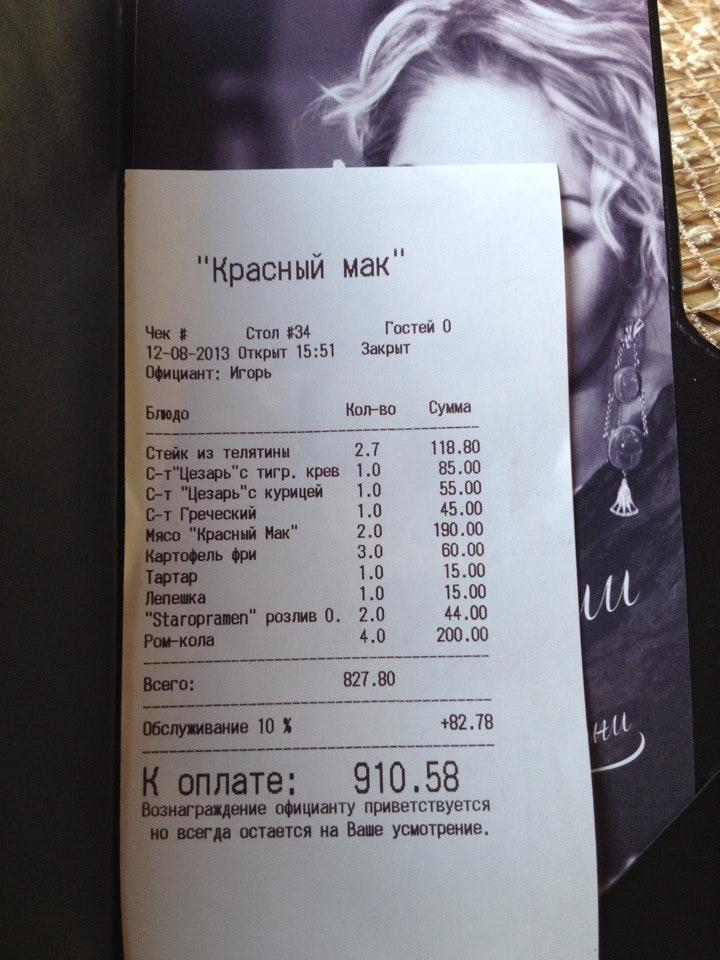 "Красный мак"
Чек # Стол #34 Гостей 0
12-08-2013 Открыт 15:51 Закрыт
Официант: Игорь
Блюдо Кол-во Сумма
Стейк из телятины 2.7 118.80
С-т"Цезарь"с тигр. крев 1.0 85.00
С-т "Цезарь"с курицей 1.0 55.00
С-т Греческий 1.0 45.00
Мясо "Красный Мак" 2.0 190.00
Картофель фри 3.0 60.00
Тартар 1.0 15.00
Лепешка 1.0 15.00
"Staropramen" розлив 0. 2.0 44.00
Ром-кола 4.0 200.00
Всего: 827.80
Обслуживание 10 % +82.78
К оплате: 910.58
Вознаграждение официанту приветствуется
но всегда остается на Ваше усмотрение.